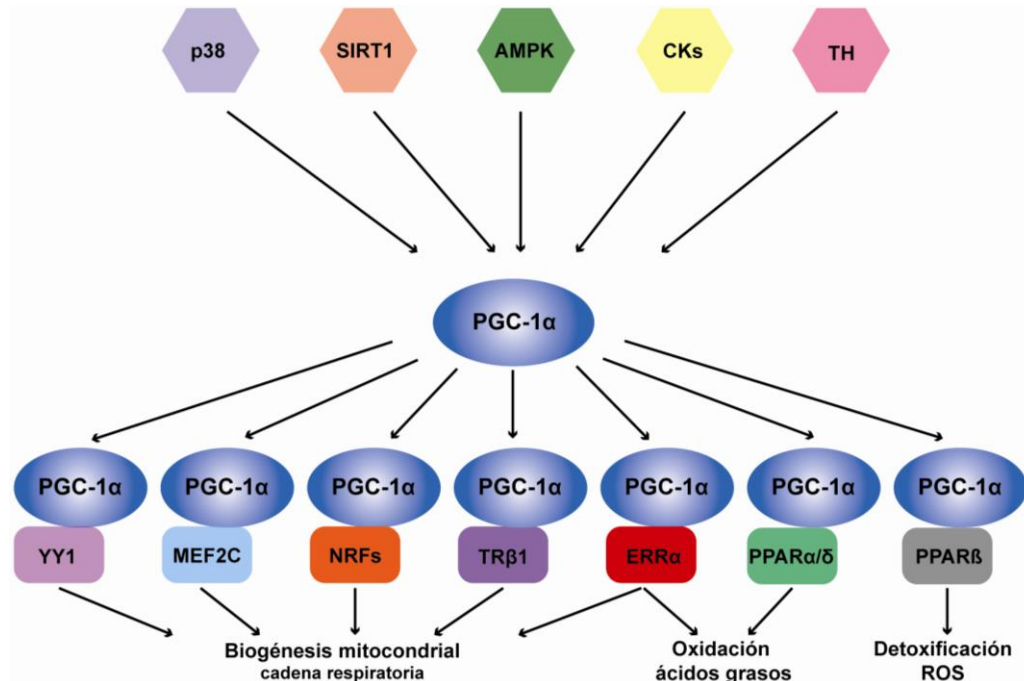 p38
SIRT1
AMPK
CKs
TH
PGC-1α
PGC-1α
PGC-1α
PGC-1α
PGC-1α
PGC-1α
PGC-1α
PGC-1α
YY1
MEF2C
NRFs
TRβ1
ERRα
PPARα/δ
PPARß
Biogénesis mitocondrial
cadena respiratoria
Oxidación
ácidos grasos
Detoxificación
ROS